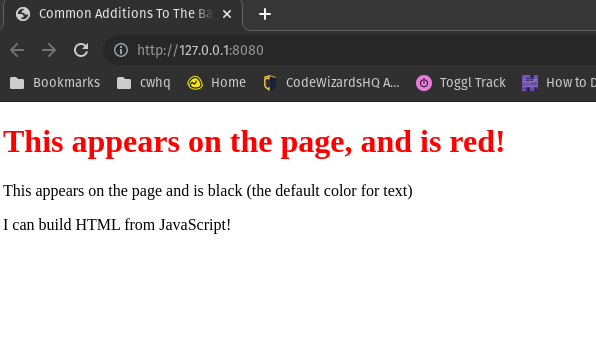 Common Additions To The Ba
http://127.0.0.1:8080
Bookmarks cwhq Home CodeWizardsHQ A... Toggl Track How to D
This appears on the page, and is red!
This appears on the page and is black (the default color for text)
I can build HTML from JavaScript!